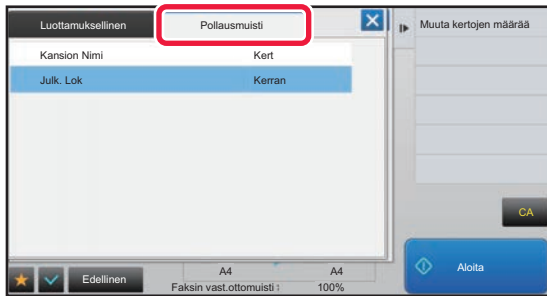 Luottamuksellinen
Pollausmuisti
Muuta kertojen määrää
Kansion Nimi Kert
Julk. Lok Kerran
CA
Edellinen
A4 A4
Faksin vast.ottomuisti : 100%
Aloita